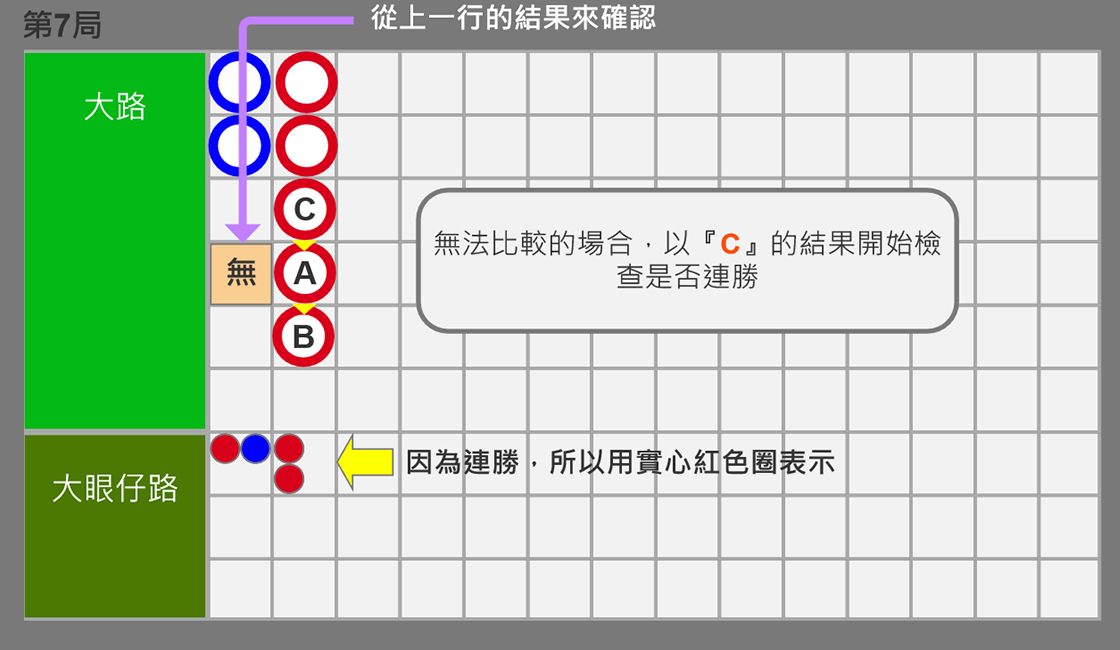 第7局
從上一行的結果來確認
大路
C
無法比較的場合，以『C』的結果開始檢
查是否連勝
無
A
B
因為連勝，所以用實心紅色圈表示
大眼仔路